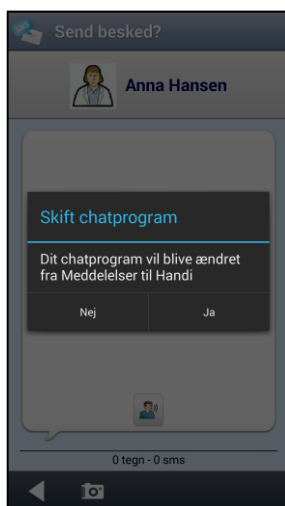 Send besked?
Anna Hansen
Skift chatprogram
Dit chatprogram vil blive ændret
fra Meddelelser til Handi
Nej Ja
0 tegn - 0 sms